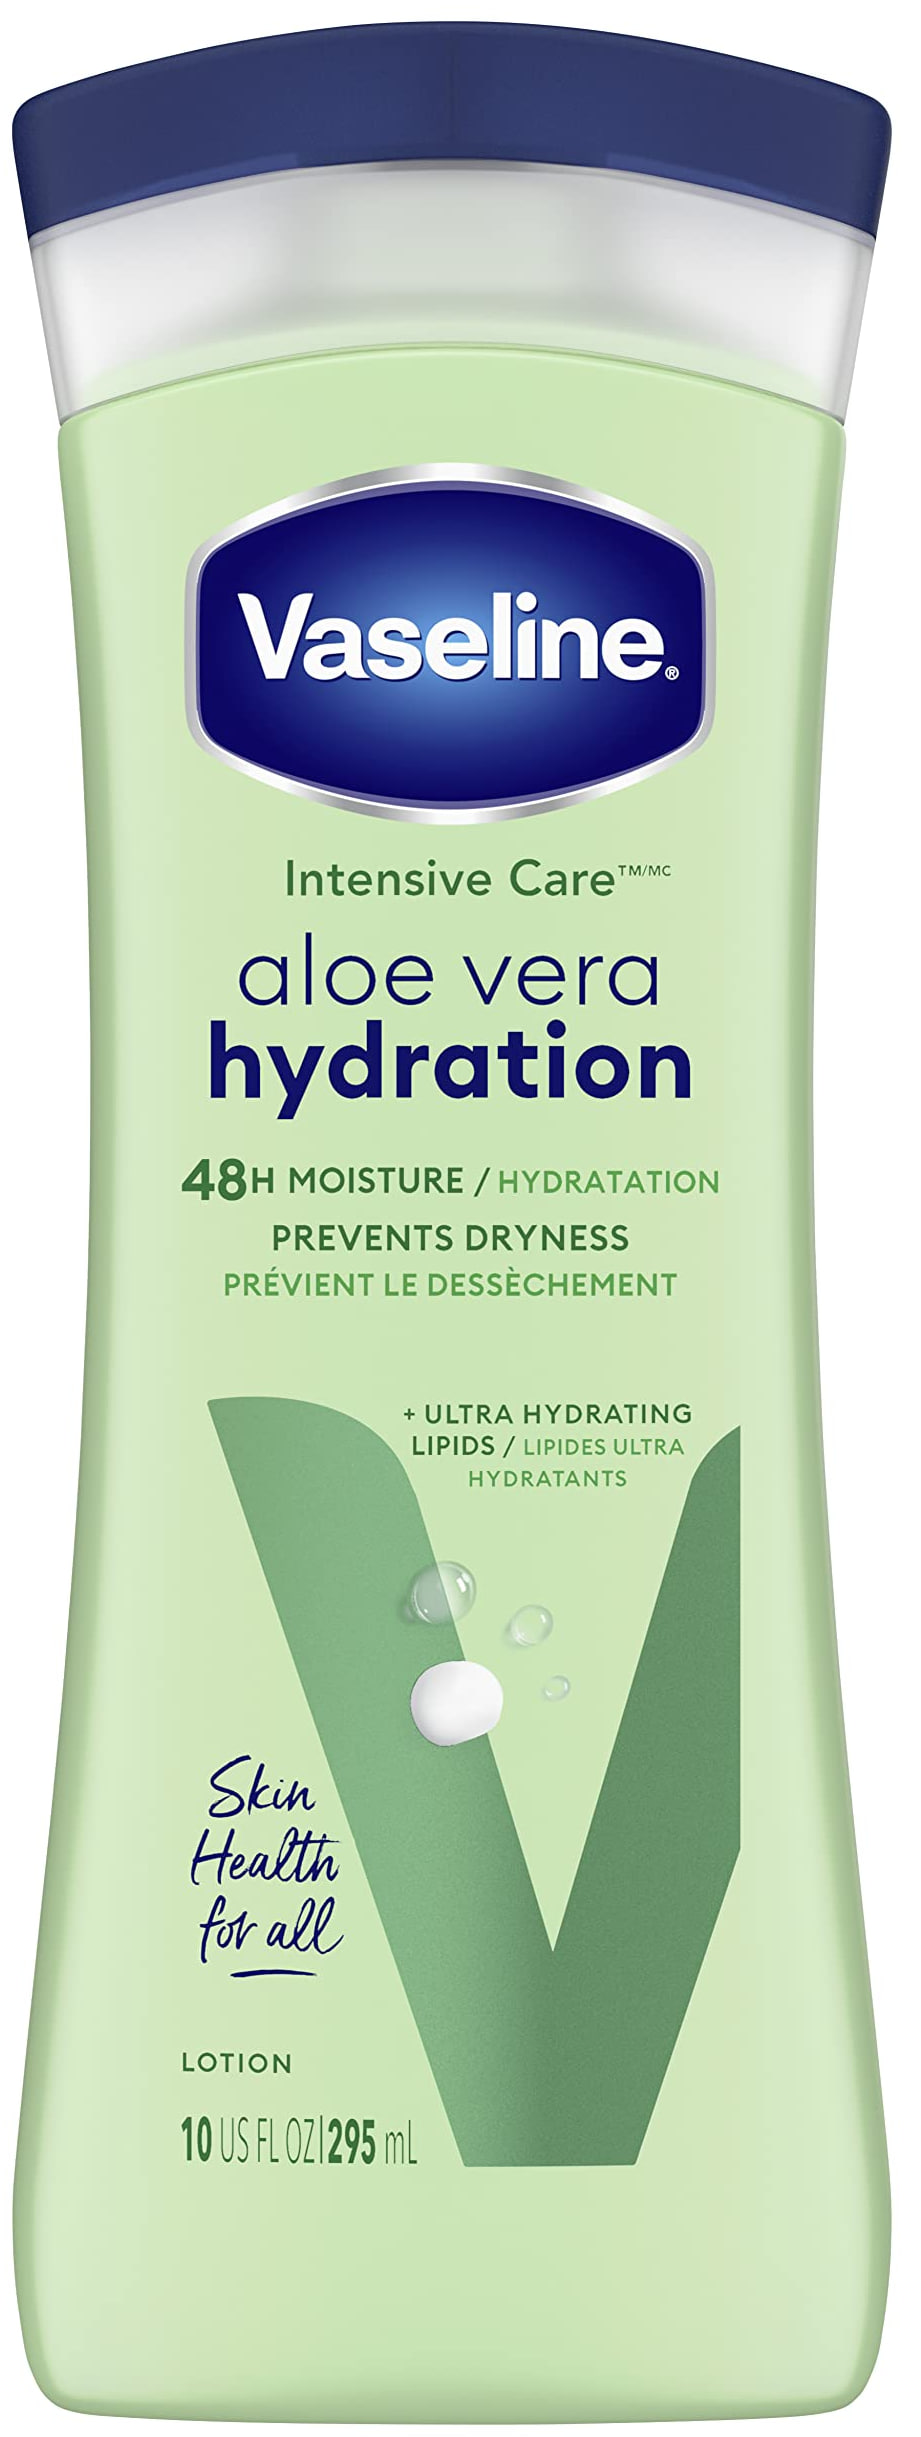 Vaseline®
Intensive Care™/MC
aloe vera
hydration
48H MOISTURE / HYDRATATION
PREVENTS DRYNESS
PRÉVIENT LE DESSÈCHEMENT
+ ULTRA HYDRATING
LIPIDS / LIPIDES ULTRA
HYDRATANTS
Skin
Health
for all
LOTION
10 US FL OZ|295 mL